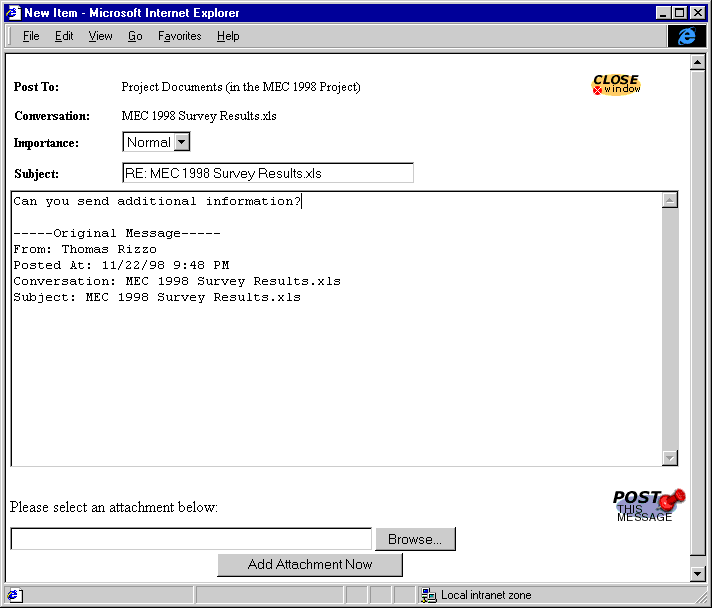 New Item - Microsoft Internet Explorer
File Edit View Go Favorites Help
Post To: Project Documents (in the MEC 1998 Project)
CLOSE
window
Conversation: MEC 1998 Survey Results.xls
Importance: Normal
Subject: RE: MEC 1998 Survey Results.xls
Can you send additional information?
-----Original Message-----
From: Thomas Rizzo
Posted At: 11/22/98 9:48 PM
Conversation: MEC 1998 Survey Results.xls
Subject: MEC 1998 Survey Results.xls
Please select an attachment below:
POST
THIS
MESSAGE
Browse...
Add Attachment Now
Local intranet zone